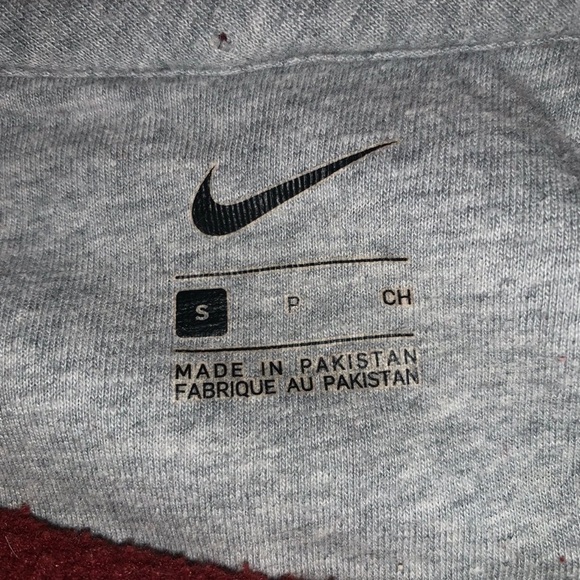 S P CH
MADE IN PAKISTAN
FABRIQUE AU PAKISTAN